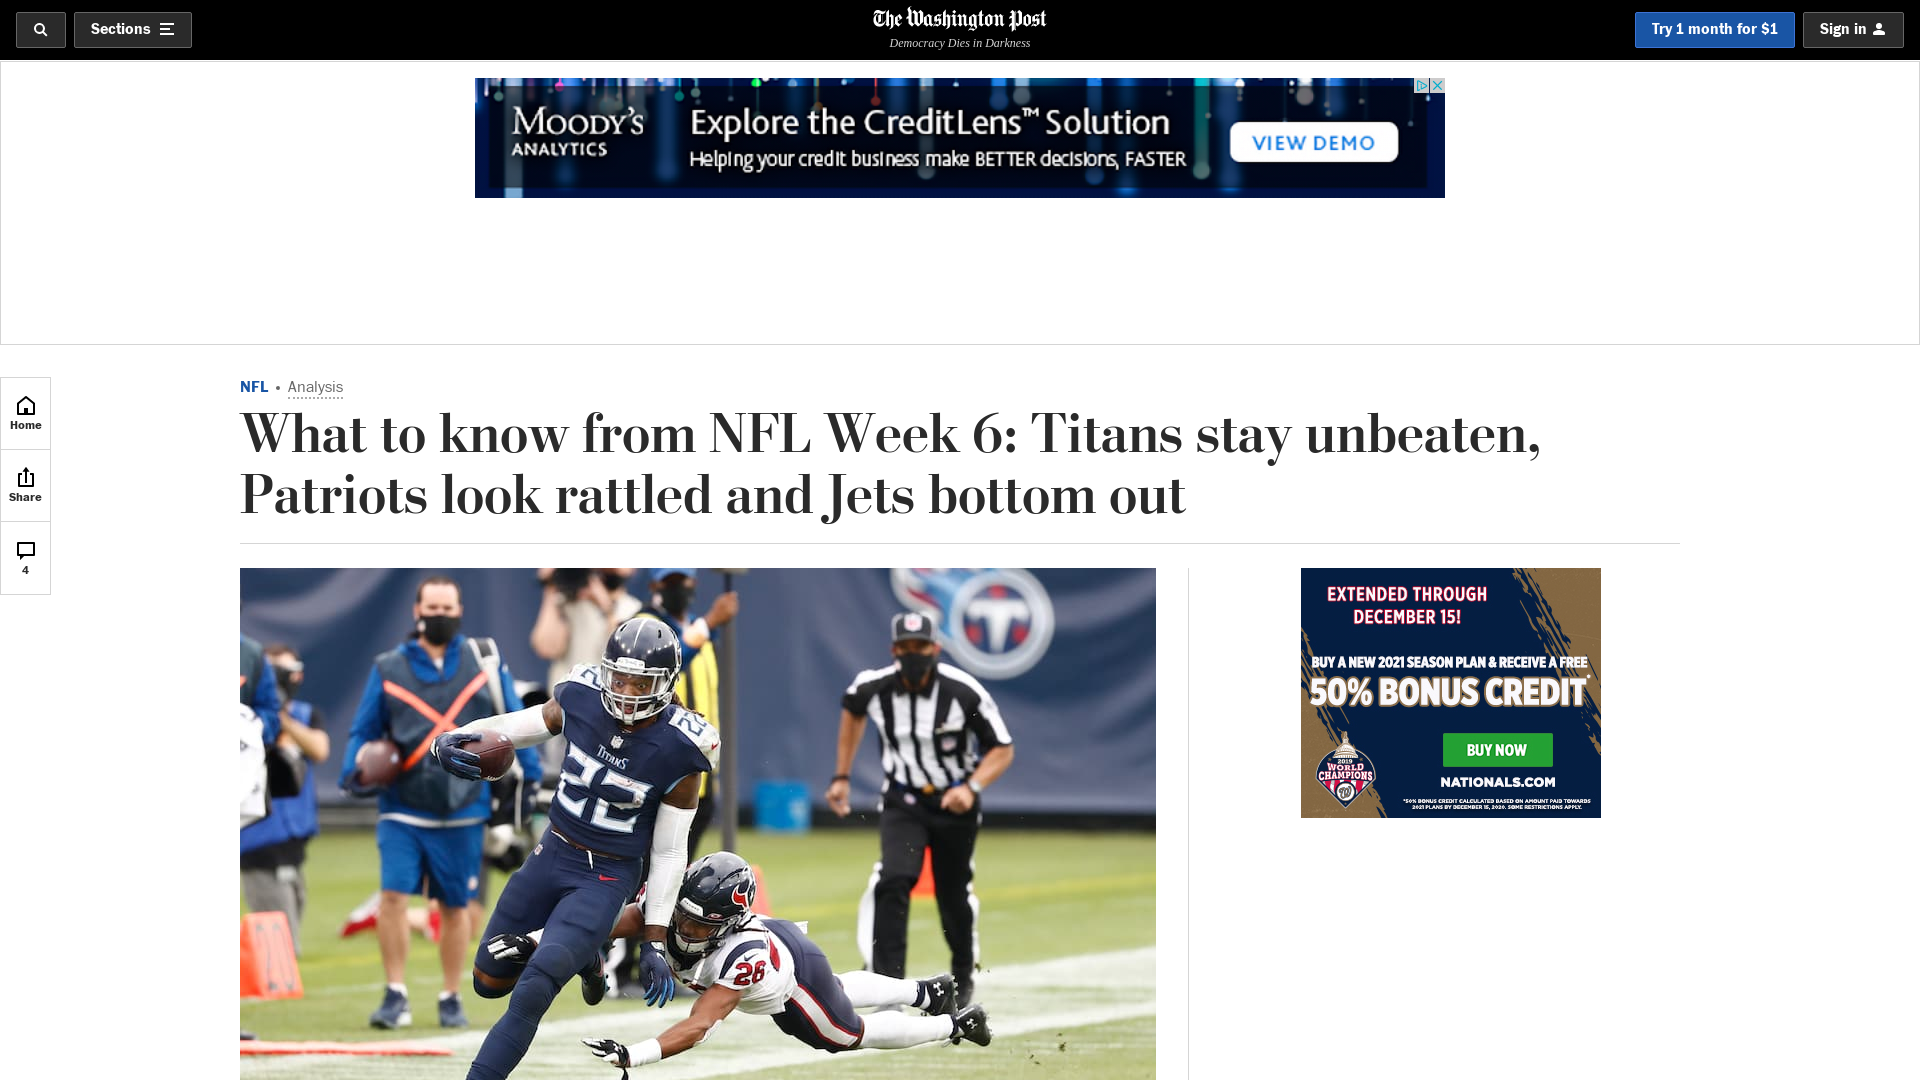 Sections
The Washington Post
Democracy Dies in Darkness
Try 1 month for $1
Sign in
MOODY'S
ANALYTICS
Explore the CreditLens™ Solution
Helping your credit business make BETTER decisions, FASTER
VIEW DEMO
Home
Share
4
NFL • Analysis
What to know from NFL Week 6: Titans stay unbeaten,
Patriots look rattled and Jets bottom out
TITANS
22
22
26
T
EXTENDED THROUGH
DECEMBER 15!
BUY A NEW 2021 SEASON PLAN & RECEIVE A FREE
50% BONUS CREDIT*
BUY NOW
NATIONALS.COM
2019
WORLD
CHAMPIONS
W
*50% BONUS CREDIT CALCULATED BASED ON AMOUNT PAID TOWARDS
2021 PLANS BY DECEMBER 15, 2020. SOME RESTRICTIONS APPLY.